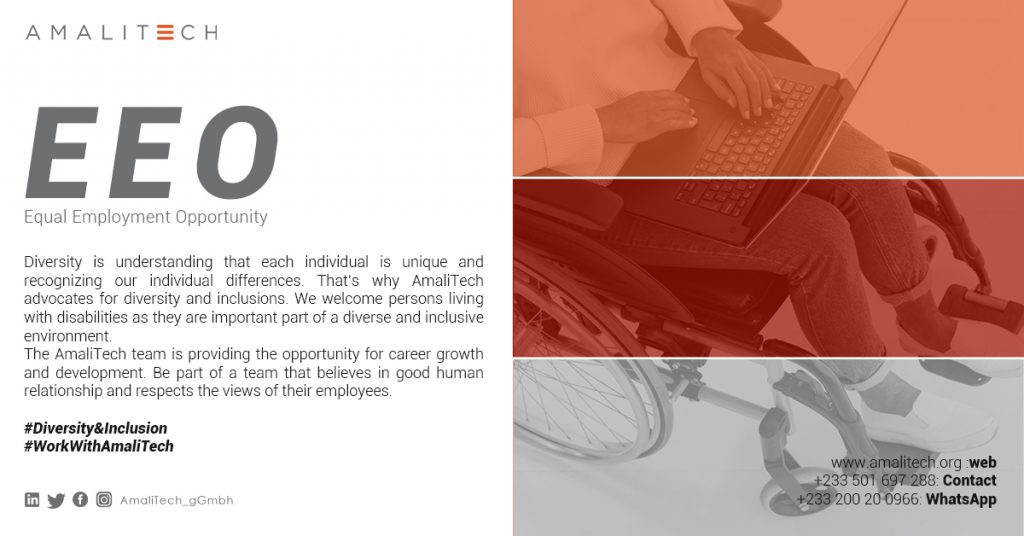 AMALITECH
EEO
Equal Employment Opportunity
Diversity is understanding that each individual is unique and
recognizing our individual differences. That's why AmaliTech
advocates for diversity and inclusions. We welcome persons living
with disabilities as they are important part of a diverse and inclusive
environment.
The AmaliTech team is providing the opportunity for career growth
and development. Be part of a team that believes in good human
relationship and respects the views of their employees.
#Diversity&Inclusion
#WorkWithAmaliTech
AmaliTech_gGmbh
www.amalitech.org :web
+233 501 697 288: Contact
+233 200 20 0966: WhatsApp